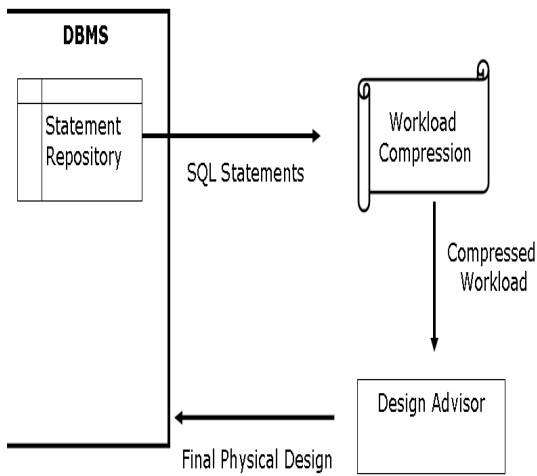 DBMS
Statement
Repository
SQL Statements
Workload
Compression
Compressed
Workload
Design Advisor
Final Physical Design